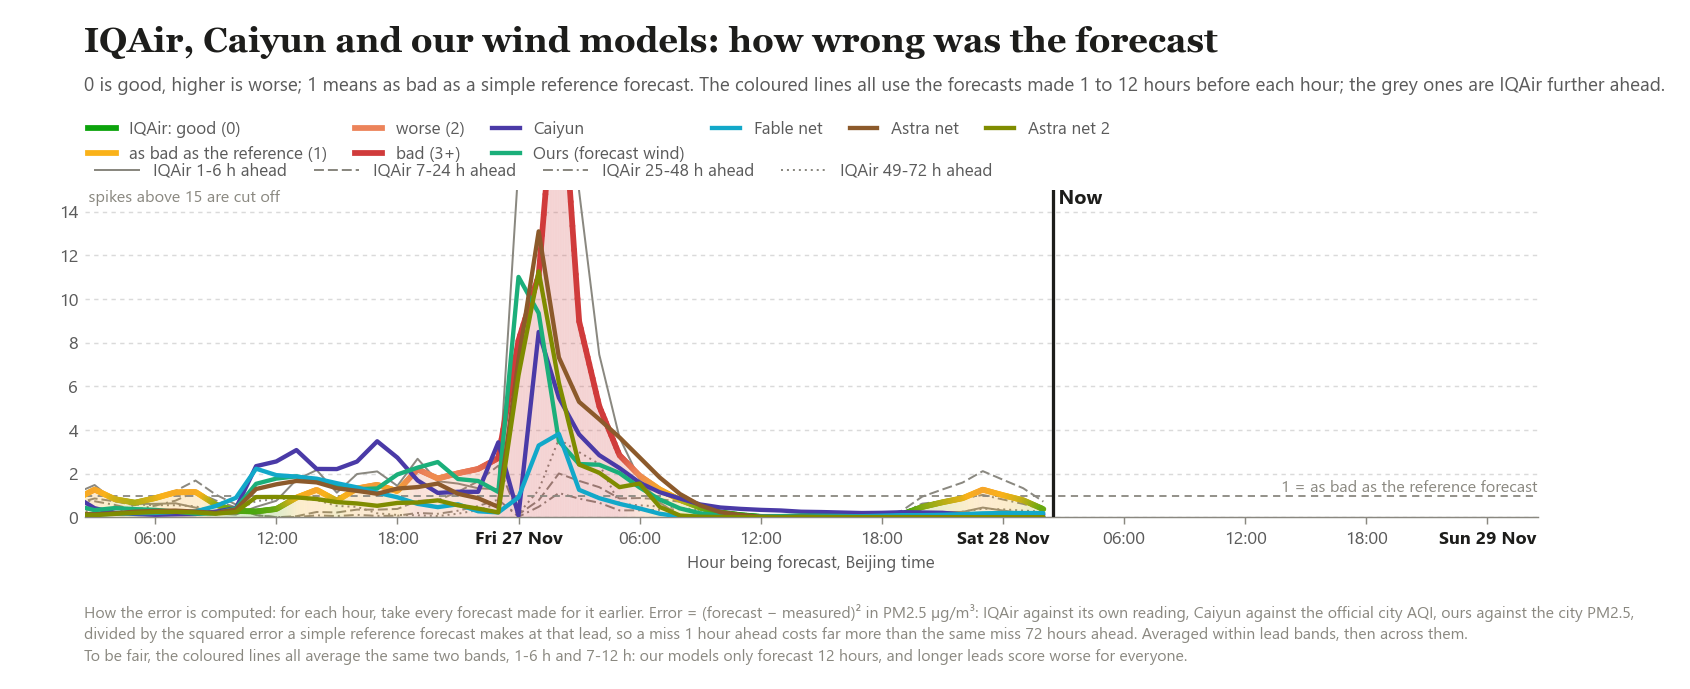 IQAir, Caiyun and our wind models: how wrong was the forecast
0 is good, higher is worse; 1 means as bad as a simple reference forecast. The coloured lines all use the forecasts made 1 to 12 hours before each hour; the grey ones are IQAir further ahead.
IQAir: good (0) worse (2) Caiyun Fable net Astra net Astra net 2
as bad as the reference (1) bad (3+) Ours (forecast wind)
IQAir 1-6 h ahead IQAir 7-24 h ahead IQAir 25-48 h ahead IQAir 49-72 h ahead
spikes above 15 are cut off Now
14
12
10
8
6
4
2
1 = as bad as the reference forecast
0
06:00 12:00 18:00 Fri 27 Nov 06:00 12:00 18:00 Sat 28 Nov 06:00 12:00 18:00 Sun 29 Nov
Hour being forecast, Beijing time
How the error is computed: for each hour, take every forecast made for it earlier. Error = (forecast − measured)² in PM2.5 µg/m³: IQAir against its own reading, Caiyun against the official city AQI, ours against the city PM2.5,
divided by the squared error a simple reference forecast makes at that lead, so a miss 1 hour ahead costs far more than the same miss 72 hours ahead. Averaged within lead bands, then across them.
To be fair, the coloured lines all average the same two bands, 1-6 h and 7-12 h: our models only forecast 12 hours, and longer leads score worse for everyone.